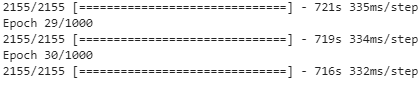 2155/2155 [==============================] - 721s 335ms/step
Epoch 29/1000
2155/2155 [==============================] - 719s 334ms/step
Epoch 30/1000
2155/2155 [==============================] - 716s 332ms/step